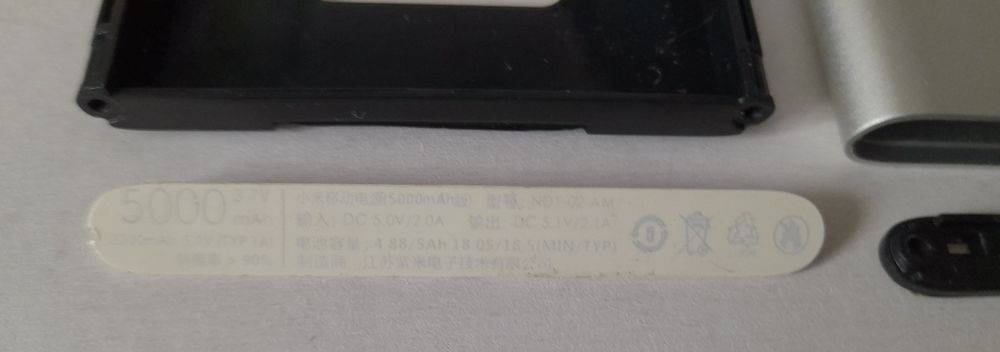 5000 mAh 3.7V
3300mAh 5.1V (TYP 1A)
转换率 > 90%
小米移动电源(5000mAh版) 型号: NDY-02-AM
输入: DC 5.0V/2.0A 输出: DC 5.1V/2.1A
电池容量: 4.88/5Ah 18.05/18.5(MIN/TYP)
制造商: 江苏紫米电子技术有限公司